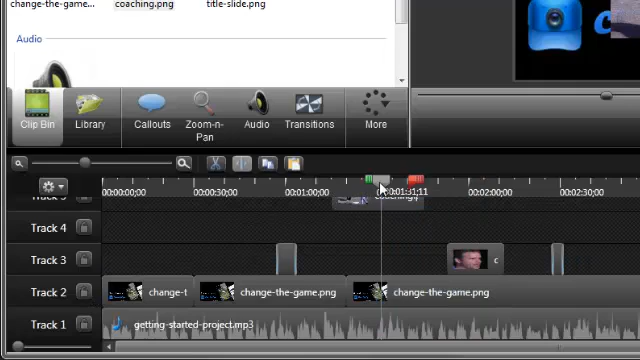 change-the-game...
coaching.png
title-slide.png
Audio
Clip Bin
Library
Callouts
Zoom-n-
Pan
Audio
Transitions
More
00:00:00;00
00:00:30;00
00:01:00;00
00:01:31;11
00:02:00;00
00:02:30;00
Track 4
Track 3
c
Track 2
change-t
change-the-game.png
change-the-game.png
Track 1
getting-started-project.mp3